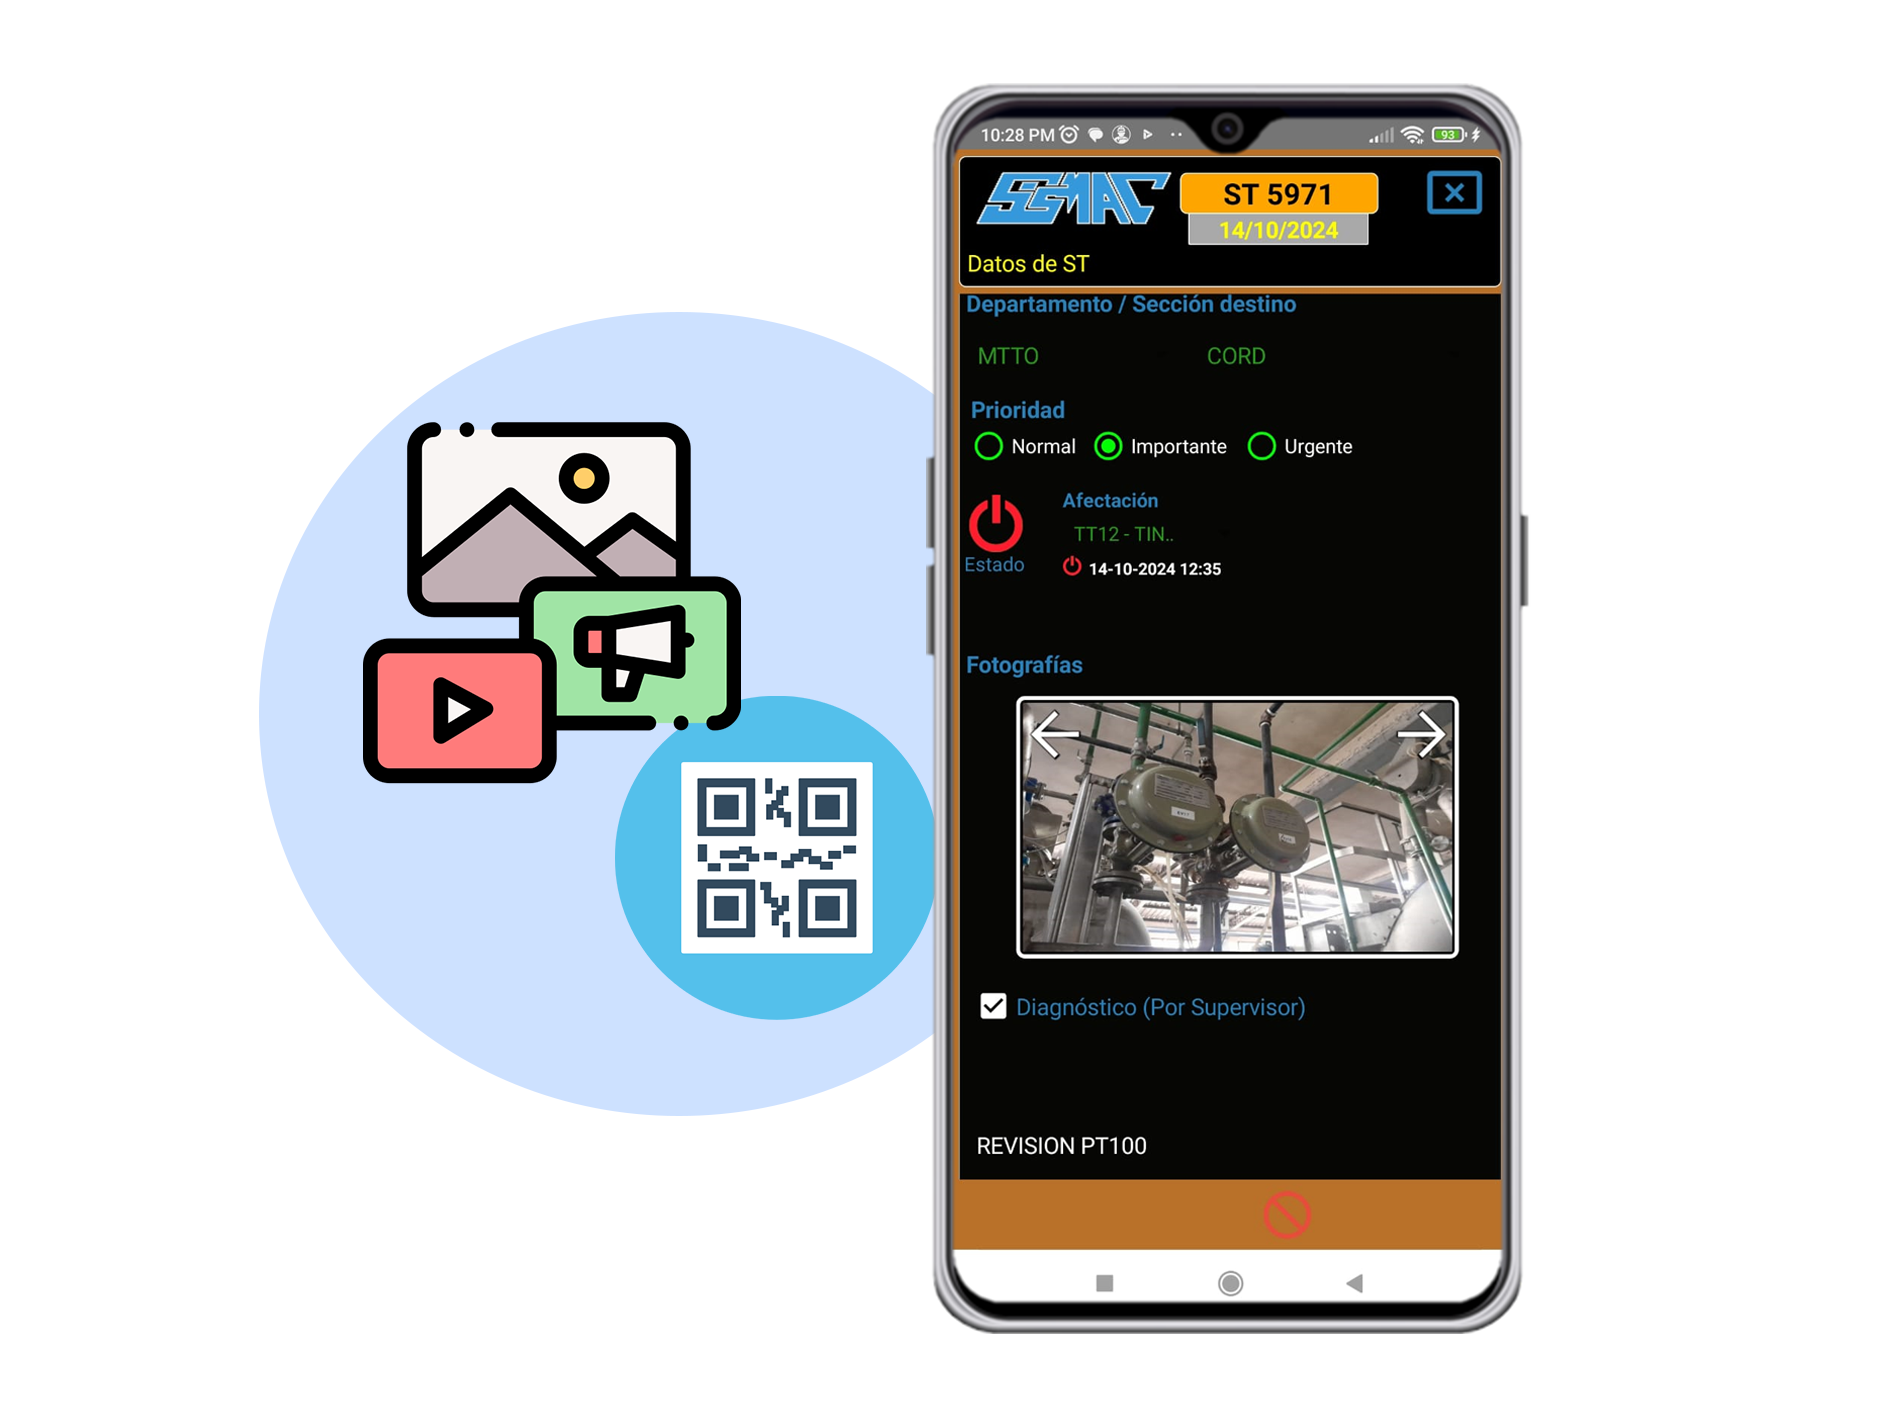 10:28 PM
93
SGMAC
ST 5971
14/10/2024
Datos de ST
Departamento / Sección destino
MTTO CORD
Prioridad
Normal Importante Urgente
Afectación
TT12 - TIN..
Estado
14-10-2024 12:35
Fotografías
Diagnóstico (Por Supervisor)
REVISION PT100